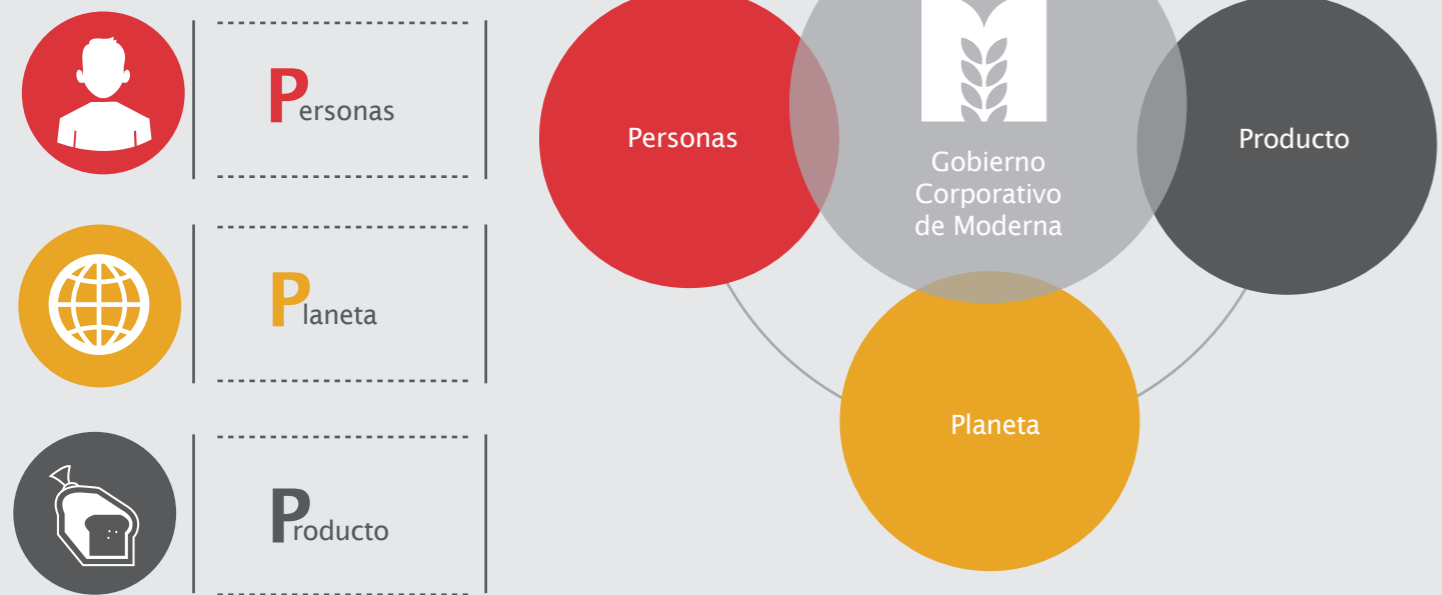 Personas
Planeta
Producto
Personas
Gobierno
Corporativo
de Moderna
Producto
Planeta